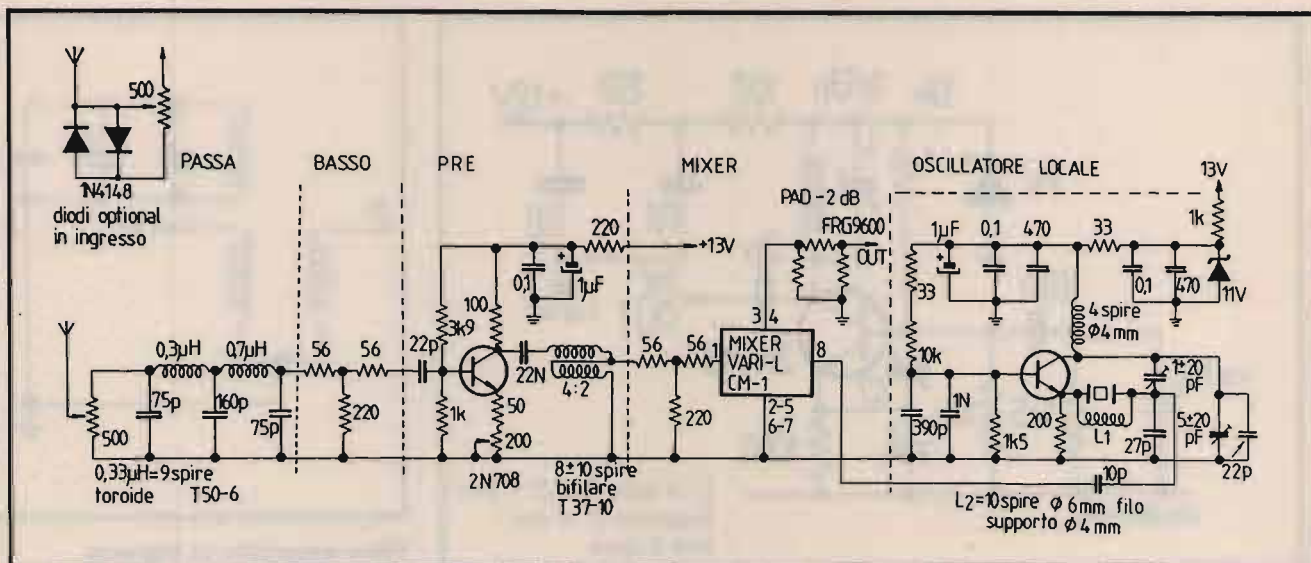 500
1N4148
diodi optional
in ingresso
PASSA
BASSO
PRE
MIXER
OSCILLATORE LOCALE
500
0,3µH
0,7µH
75p
160p
75p
0,33µH=9 spire
toroide T50-6
56
56
220
22p
3k9
1k
100
0,1
1µF
220
+13V
50
200
2N708
22N
4:2
8±10 spire
bifilare
T37-10
56
56
220
1
MIXER
VARI-L
CM-1
3
4
8
2-5
6-7
PAD -2 dB
FRG9600
OUT
33
10k
1µF
0,1
470
33
0,1
470
1k
13V
11V
4 spire
Ø4mm
390p
1N
1k5
200
L1
27p
1±20
pF
5±20
pF
22p
10p
L2=10 spire Ø 6mm filo
supporto Ø 4mm